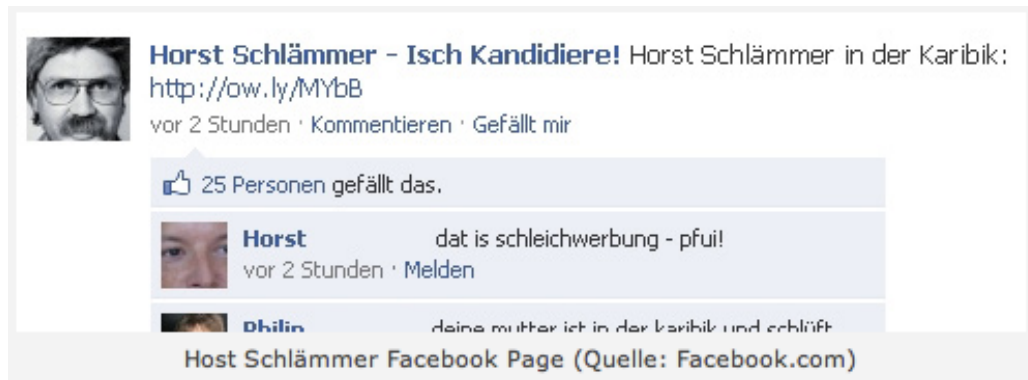 Horst Schlämmer - Isch Kandidiere! Horst Schlämmer in der Karibik:
http://ow.ly/MYbB
vor 2 Stunden · Kommentieren · Gefällt mir
25 Personen gefällt das.
Horst dat is schleichwerbung - pfui!
vor 2 Stunden · Melden
Philip deine mutter ist in der karibik und schlüft
Host Schlämmer Facebook Page (Quelle: Facebook.com)